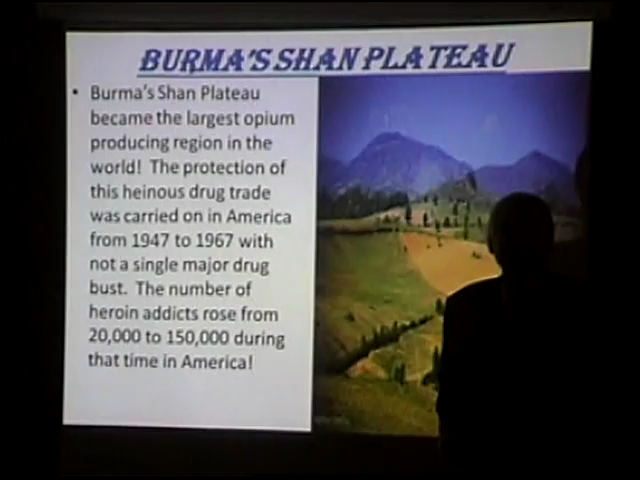 BURMA'S SHAN PLATEAU
• Burma's Shan Plateau
became the largest opium
producing region in the
world! The protection of
this heinous drug trade
was carried on in America
from 1947 to 1967 with
not a single major drug
bust. The number of
heroin addicts rose from
20,000 to 150,000 during
that time in America!